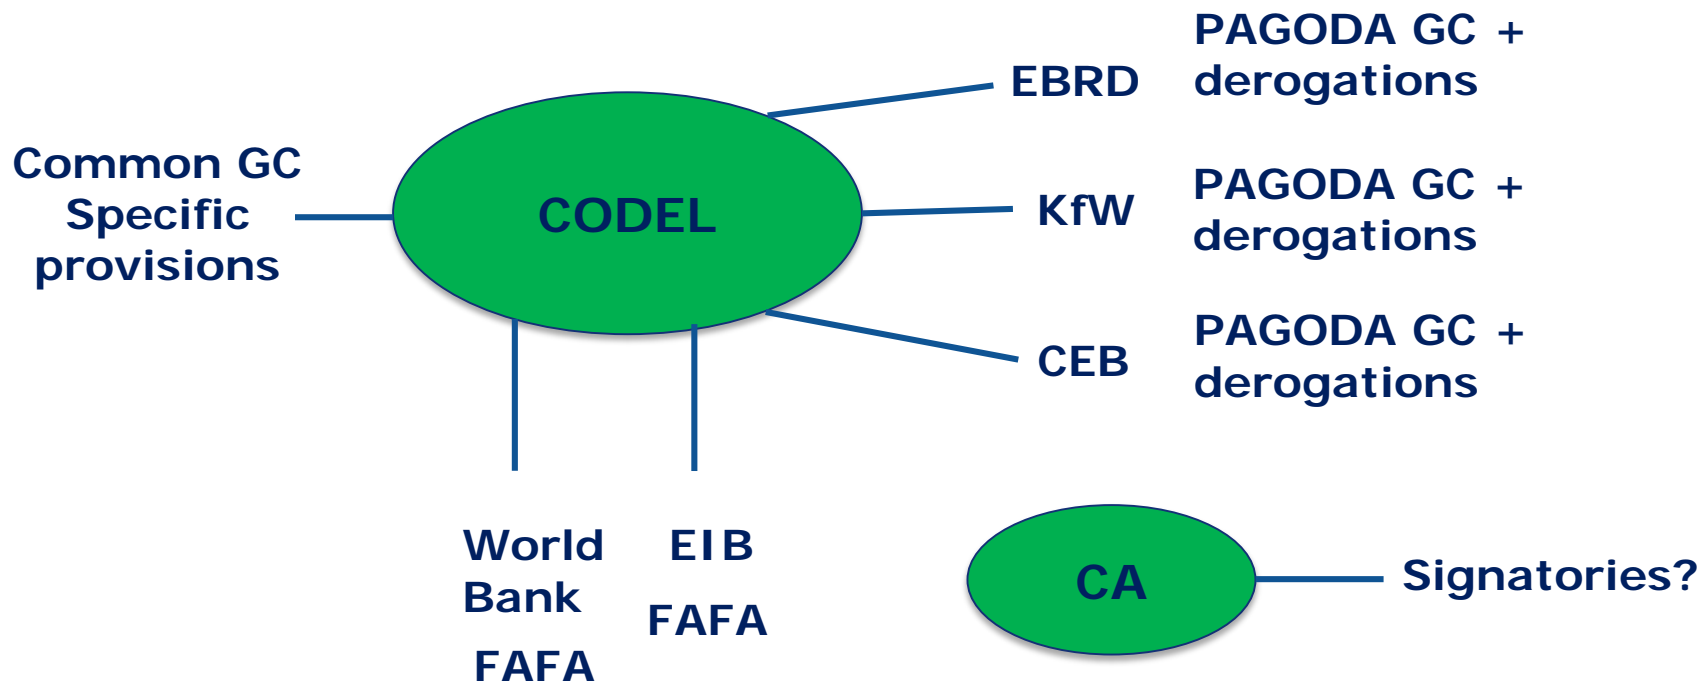 Common GC
Specific
provisions
CODEL
EBRD
PAGODA GC +
derogations
KfW
PAGODA GC +
derogations
CEB
PAGODA GC +
derogations
World
Bank
FAFA
EIB
FAFA
CA
Signatories?